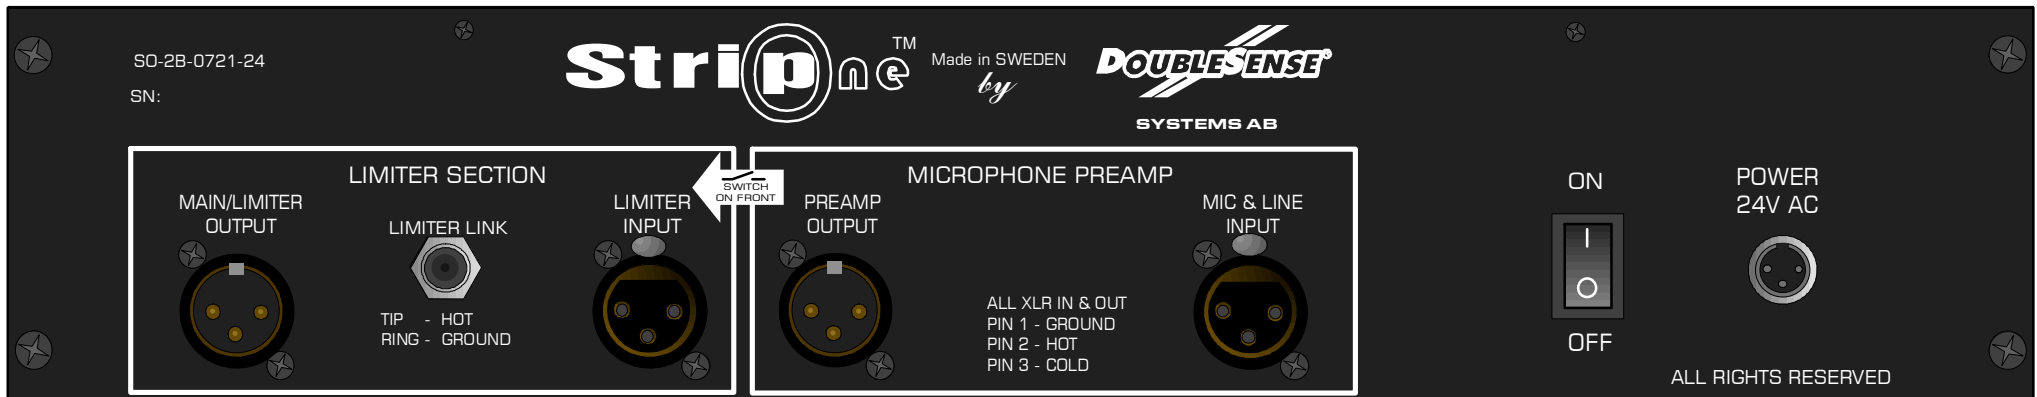 SO-2B-0721-24
SN:
StripOne™
Made in SWEDEN
by
DOUBLESENSE®
SYSTEMS AB
LIMITER SECTION
MAIN/LIMITER
OUTPUT
LIMITER LINK
TIP - HOT
RING - GROUND
LIMITER
INPUT
SWITCH
ON FRONT
MICROPHONE PREAMP
PREAMP
OUTPUT
ALL XLR IN & OUT
PIN 1 - GROUND
PIN 2 - HOT
PIN 3 - COLD
MIC & LINE
INPUT
ON
I
O
OFF
POWER
24V AC
ALL RIGHTS RESERVED